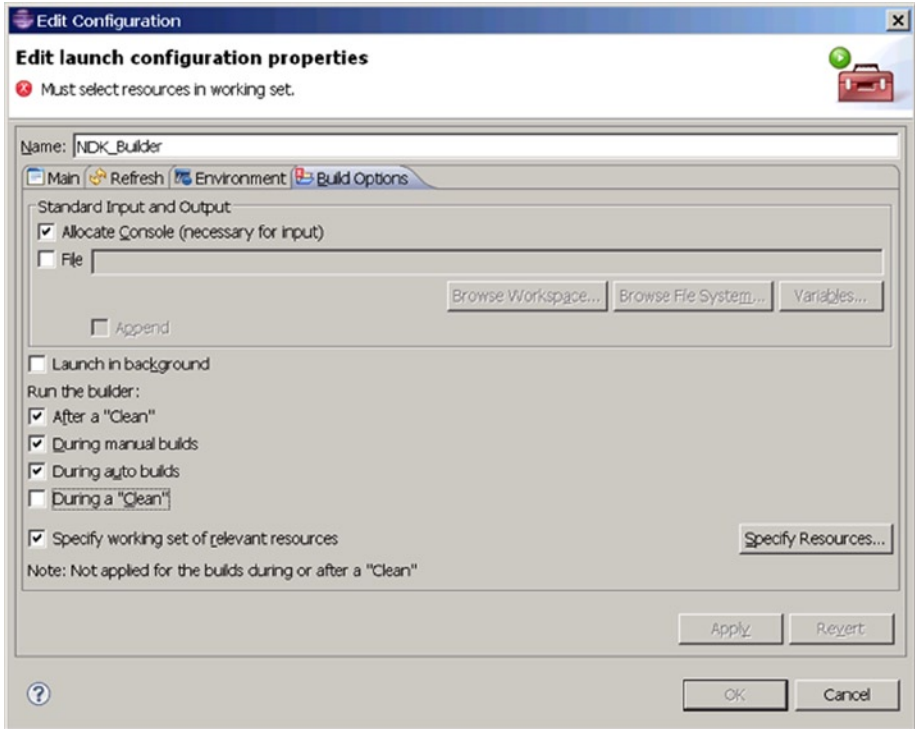 Edit Configuration
Edit launch configuration properties
Must select resources in working set.
Name: NDK_Builder
Main Refresh Environment Build Options
Standard Input and Output
Allocate Console (necessary for input)
File
Browse Workspace... Browse File System... Variables...
Append
Launch in background
Run the builder:
After a "Clean"
During manual builds
During auto builds
During a "Clean"
Specify working set of relevant resources Specify Resources...
Note: Not applied for the builds during or after a "Clean"
Apply Revert
OK Cancel